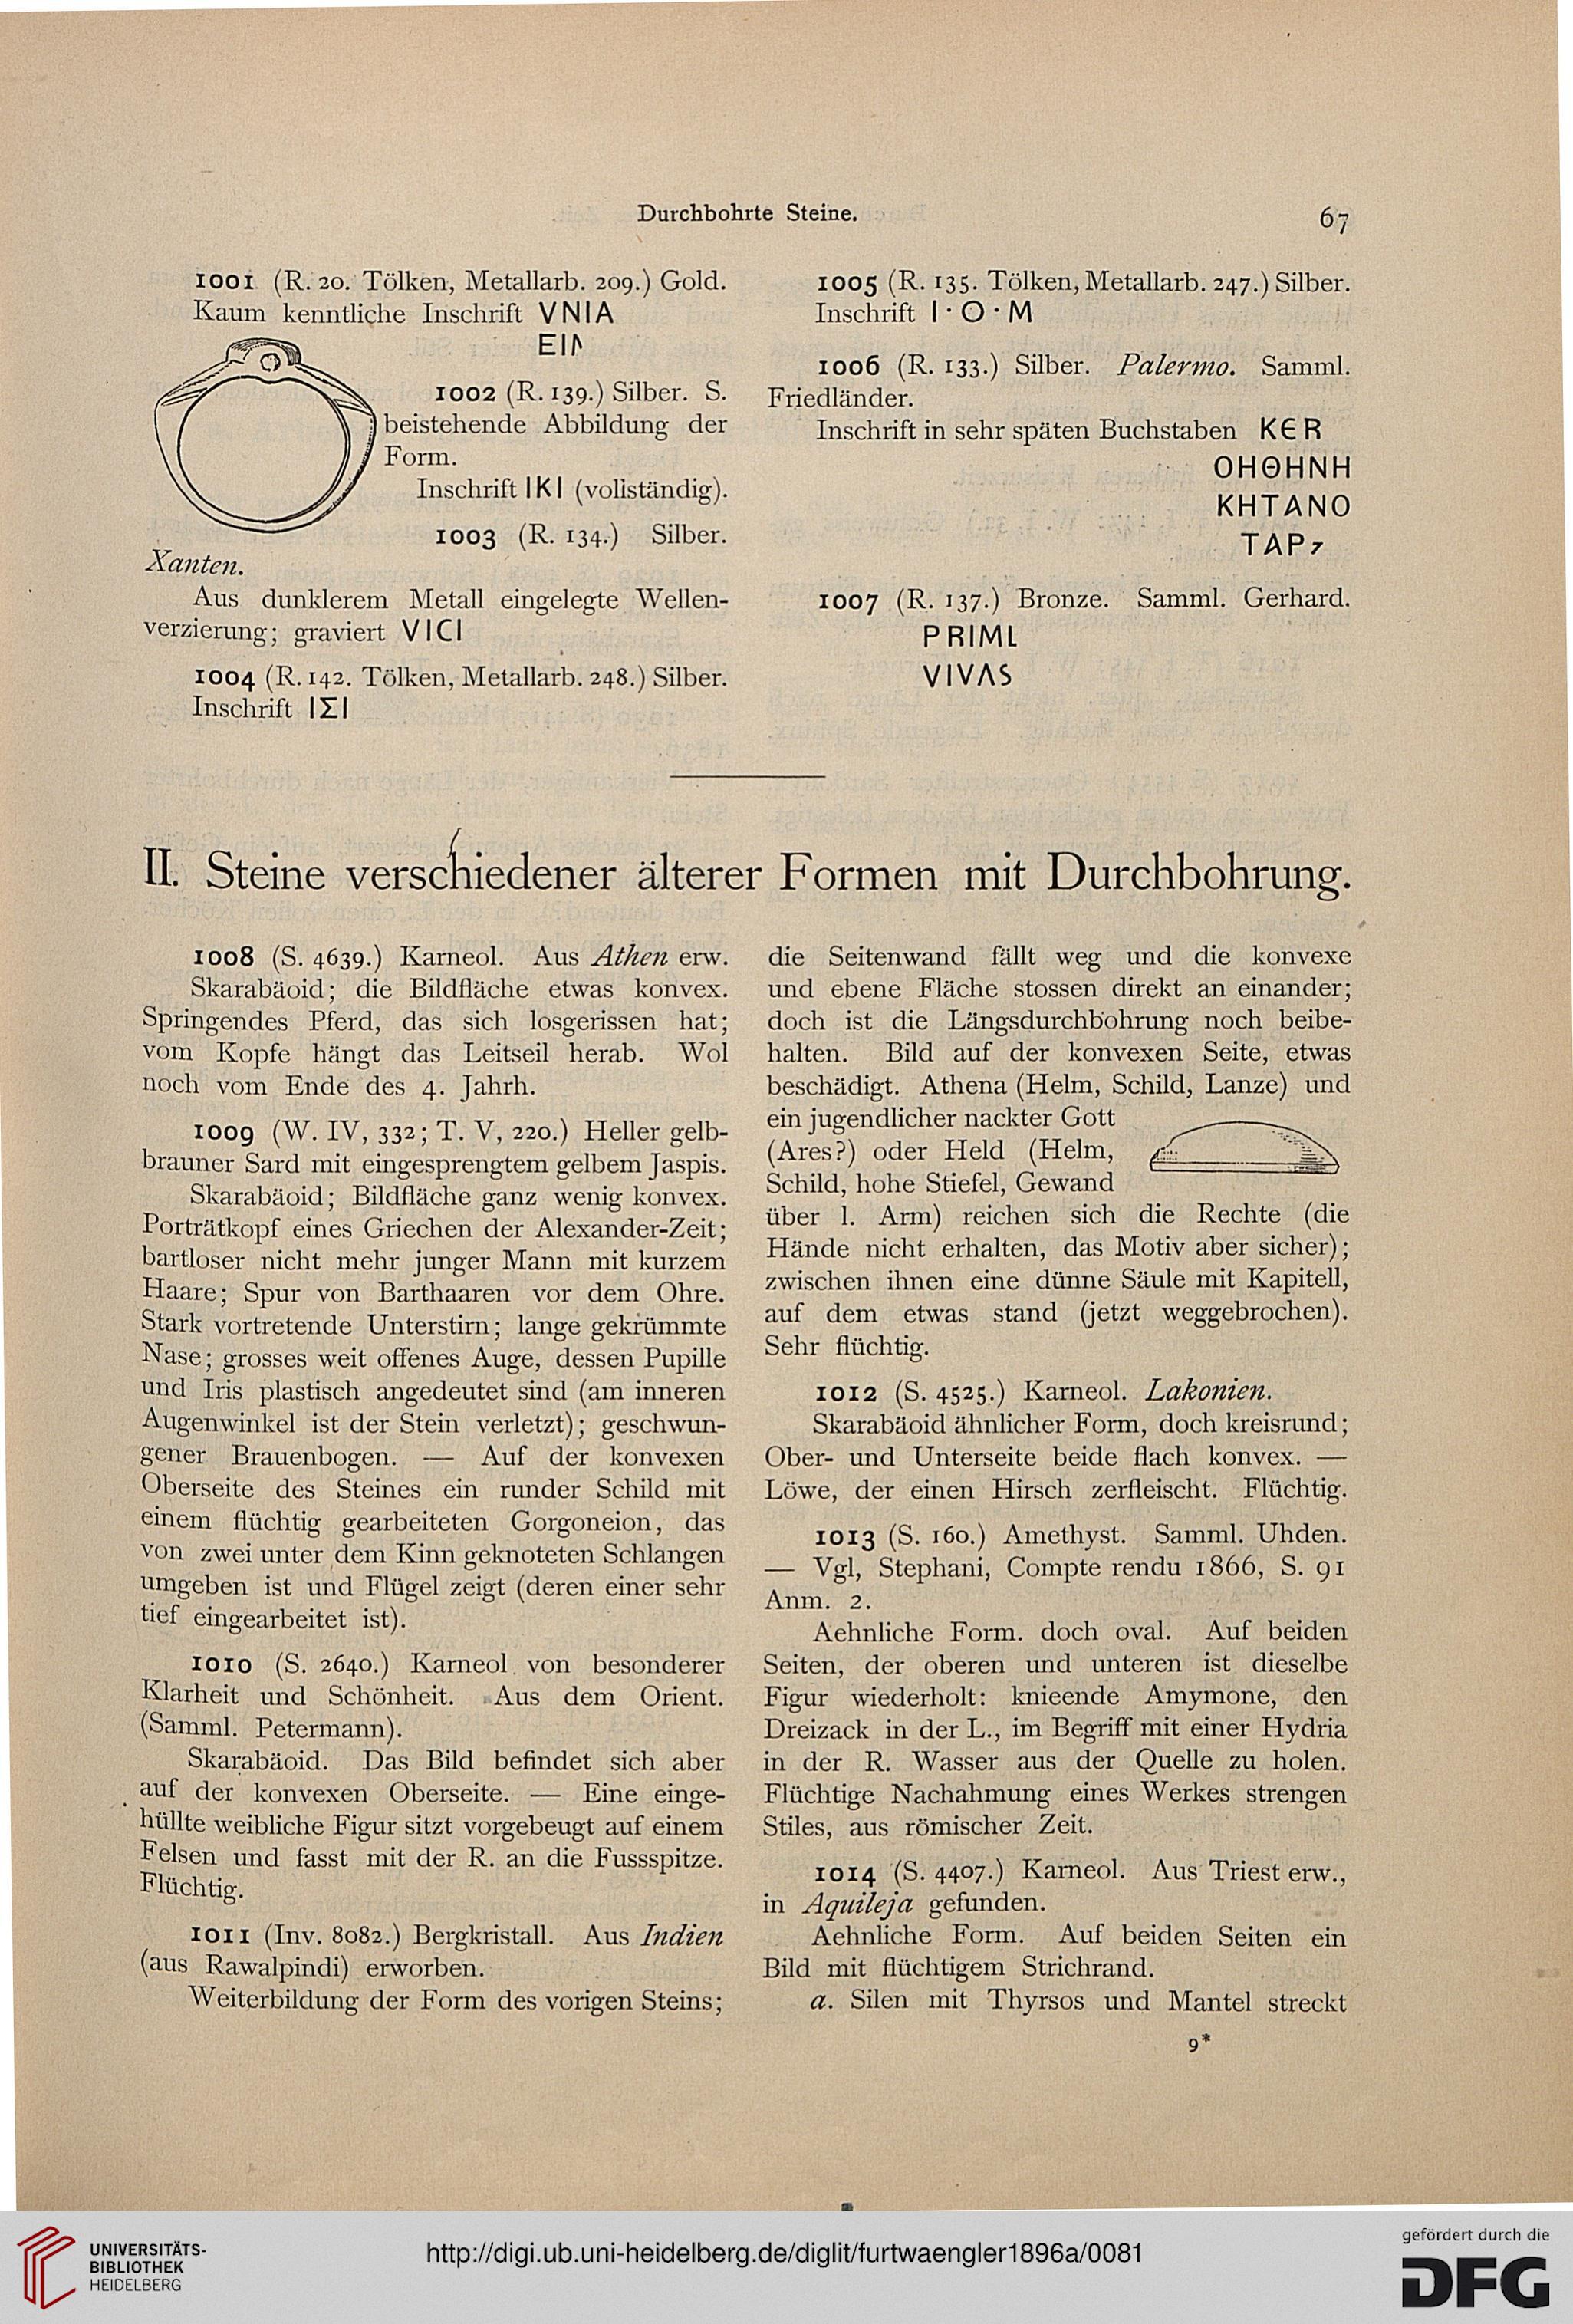 Durchbohrte Steine.
67
1001 (R. 20. Tölken, Metallarb. 209.) Gold.
Kaum kenntliche Inschrift VNIA
EIΛ
1002 (R. 139.) Silber. S.
beistehende Abbildung der
Form.
Inschrift IKI (vollständig).
1003 (R. 134.) Silber.
Xanten.
Aus dunklerem Metall eingelegte Wellen-
verzierung; graviert VICI
1004 (R. 142. Tölken, Metallarb. 248.) Silber.
Inschrift IΣI
1005 (R. 135. Tölken, Metallarb. 247.) Silber.
Inschrift I · O · M
1006 (R. 133.) Silber. Palermo. Samml.
Friedländer.
Inschrift in sehr späten Buchstaben KЄR
OHΘHNH
KHTANO
TAP7
1007 (R. 137.) Bronze. Samml. Gerhard.
PRIML
VIVΛS
II. Steine verschiedener älterer Formen mit Durchbohrung.
1008 (S. 4639.) Karneol. Aus Athen erw.
Skarabäoid; die Bildfläche etwas konvex.
Springendes Pferd, das sich losgerissen hat;
vom Kopfe hängt das Leitseil herab. Wol
noch vom Ende des 4. Jahrh.
1009 (W. IV, 332; T. V, 220.) Heller gelb-
brauner Sard mit eingesprengtem gelbem Jaspis.
Skarabäoid; Bildfläche ganz wenig konvex.
Porträtkopf eines Griechen der Alexander-Zeit;
bartloser nicht mehr junger Mann mit kurzem
Haare; Spur von Barthaaren vor dem Ohre.
Stark vortretende Unterstirn; lange gekrümmte
Nase; grosses weit offenes Auge, dessen Pupille
und Iris plastisch angedeutet sind (am inneren
Augenwinkel ist der Stein verletzt); geschwun-
gener Brauenbogen. — Auf der konvexen
Oberseite des Steines ein runder Schild mit
einem flüchtig gearbeiteten Gorgoneion, das
von zwei unter dem Kinn geknoteten Schlangen
umgeben ist und Flügel zeigt (deren einer sehr
tief eingearbeitet ist).
1010 (S. 2640.) Karneol von besonderer
Klarheit und Schönheit. Aus dem Orient.
(Samml. Petermann).
Skarabäoid. Das Bild befindet sich aber
auf der konvexen Oberseite. — Eine einge-
hüllte weibliche Figur sitzt vorgebeugt auf einem
Felsen und fasst mit der R. an die Fussspitze.
Flüchtig.
1011 (Inv. 8082.) Bergkristall. Aus Indien
(aus Rawalpindi) erworben.
Weiterbildung der Form des vorigen Steins;
die Seitenwand fällt weg und die konvexe
und ebene Fläche stossen direkt an einander;
doch ist die Längsdurchbohrung noch beibe-
halten. Bild auf der konvexen Seite, etwas
beschädigt. Athena (Helm, Schild, Lanze) und
ein jugendlicher nackter Gott
(Ares?) oder Held (Helm,
Schild, hohe Stiefel, Gewand
über l. Arm) reichen sich die Rechte (die
Hände nicht erhalten, das Motiv aber sicher);
zwischen ihnen eine dünne Säule mit Kapitell,
auf dem etwas stand (jetzt weggebrochen).
Sehr flüchtig.
1012 (S. 4525.) Karneol. Lakonien.
Skarabäoid ähnlicher Form, doch kreisrund;
Ober- und Unterseite beide flach konvex. —
Löwe, der einen Hirsch zerfleischt. Flüchtig.
1013 (S. 160.) Amethyst. Samml. Uhden.
— Vgl, Stephani, Compte rendu 1866, S. 91
Anm. 2.
Aehnliche Form. doch oval. Auf beiden
Seiten, der oberen und unteren ist dieselbe
Figur wiederholt: knieende Amymone, den
Dreizack in der L., im Begriff mit einer Hydria
in der R. Wasser aus der Quelle zu holen.
Flüchtige Nachahmung eines Werkes strengen
Stiles, aus römischer Zeit.
1014 (S. 4407.) Karneol. Aus Triest erw.,
in Aquileja gefunden.
Aehnliche Form. Auf beiden Seiten ein
Bild mit flüchtigem Strichrand.
a. Silen mit Thyrsos und Mantel streckt
9*
UNIVERSITÄTS-
BIBLIOTHEK
HEIDELBERG
http://digi.ub.uni-heidelberg.de/diglit/furtwaengler1896a/0081
gefördert durch die
DFG